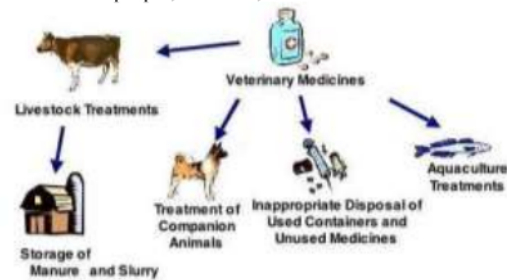 Veterinary Medicines
Livestock Treatments
Treatment of
Companion
Animals
Inappropriate Disposal of
Used Containers and
Unused Medicines
Aquaculture
Treatments
Storage of
Manure and Slurry